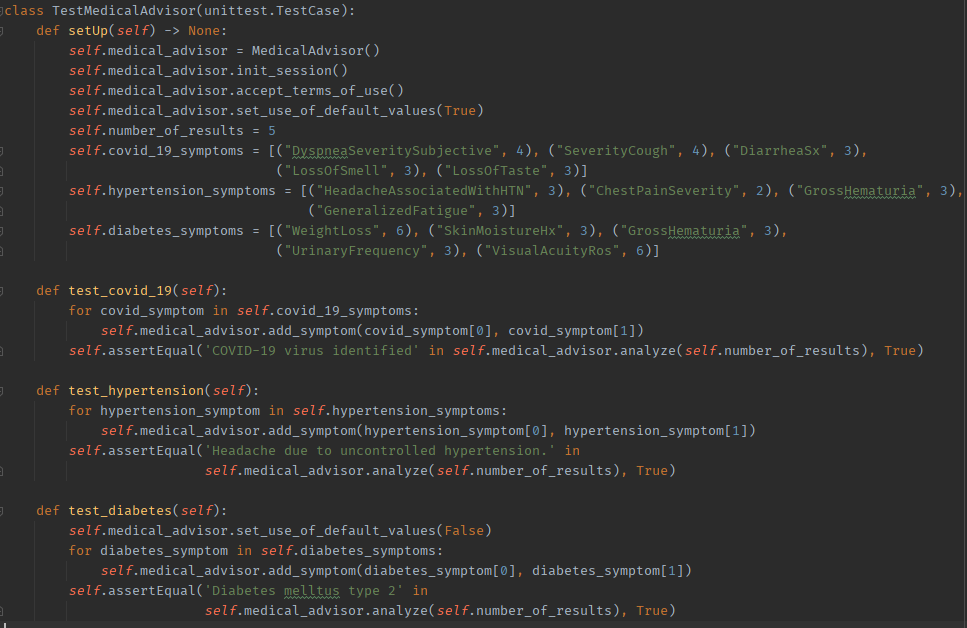 class TestMedicalAdvisor(unittest.TestCase):
    def setUp(self) -> None:
        self.medical_advisor = MedicalAdvisor()
        self.medical_advisor.init_session()
        self.medical_advisor.accept_terms_of_use()
        self.medical_advisor.set_use_of_default_values(True)
        self.number_of_results = 5
        self.covid_19_symptoms = [("DyspneaSeveritySubjective", 4), ("SeverityCough", 4), ("DiarrheaSx", 3),
                                  ("LossOfSmell", 3), ("LossOfTaste", 3)]
        self.hypertension_symptoms = [("HeadacheAssociatedWithHTN", 3), ("ChestPainSeverity", 2), ("GrossHematuria", 3),
                                      ("GeneralizedFatigue", 3)]
        self.diabetes_symptoms = [("WeightLoss", 6), ("SkinMoistureHx", 3), ("GrossHematuria", 3),
                                  ("UrinaryFrequency", 3), ("VisualAcuityRos", 6)]

    def test_covid_19(self):
        for covid_symptom in self.covid_19_symptoms:
            self.medical_advisor.add_symptom(covid_symptom[0], covid_symptom[1])
        self.assertEqual('COVID-19 virus identified' in self.medical_advisor.analyze(self.number_of_results), True)

    def test_hypertension(self):
        for hypertension_symptom in self.hypertension_symptoms:
            self.medical_advisor.add_symptom(hypertension_symptom[0], hypertension_symptom[1])
        self.assertEqual('Headache due to uncontrolled hypertension.' in
                         self.medical_advisor.analyze(self.number_of_results), True)

    def test_diabetes(self):
        self.medical_advisor.set_use_of_default_values(False)
        for diabetes_symptom in self.diabetes_symptoms:
            self.medical_advisor.add_symptom(diabetes_symptom[0], diabetes_symptom[1])
        self.assertEqual('Diabetes melltus type 2' in
                         self.medical_advisor.analyze(self.number_of_results), True)